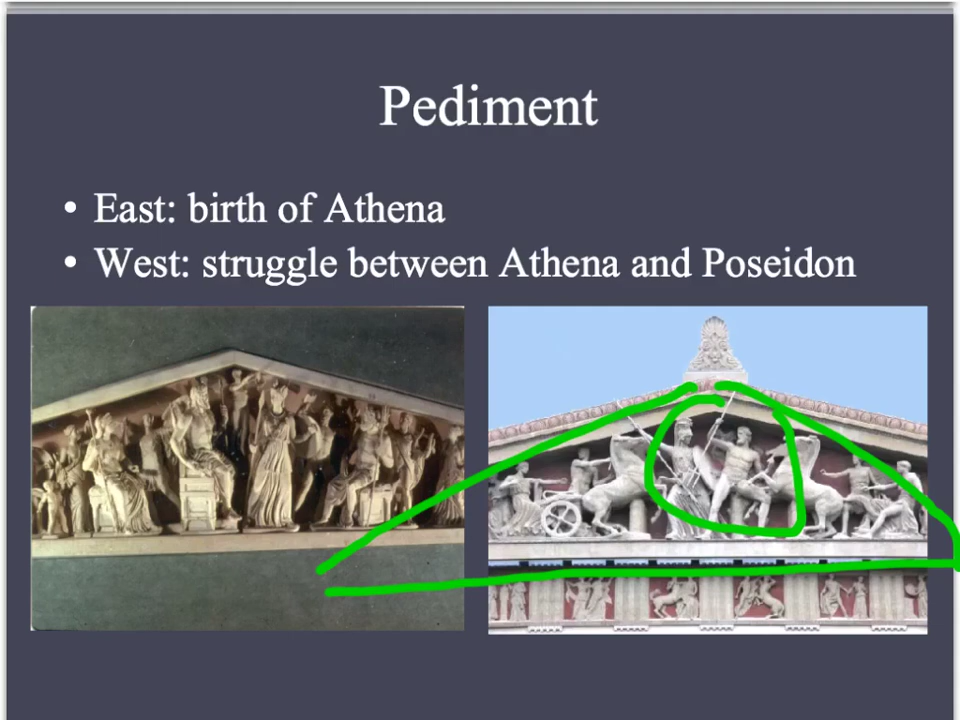 Pediment
• East: birth of Athena
• West: struggle between Athena and Poseidon